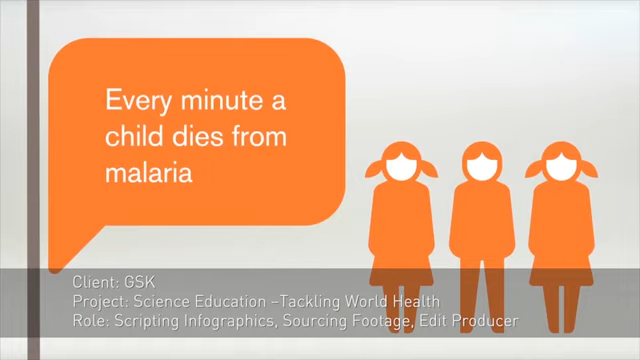 Every minute a
child dies from
malaria
Client: GSK
Project: Science Education –Tackling World Health
Role: Scripting Infographics, Sourcing Footage, Edit Producer